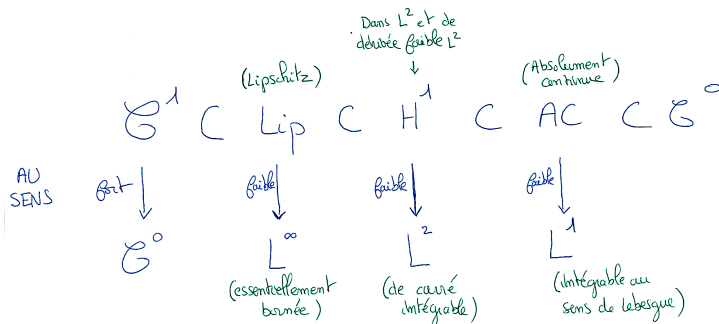 Dans L² et de
dérivée faible L²
(Lipschitz)
(Absolument
continue)
C¹ ⊂ Lip ⊂ H¹ ⊂ AC ⊂ C⁰
AU
SENS
fort
faible
faible
faible
C⁰
L∞
L²
L¹
(essentiellement
bornée)
(de carré
intégrable)
(intégrable au
sens de Lebesgue)